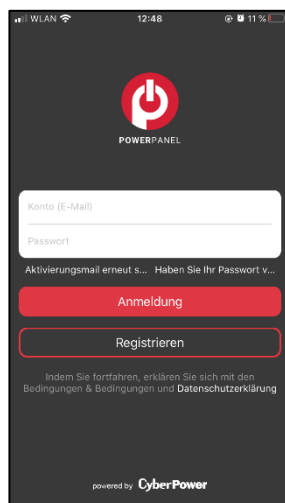 WLAN 12:48 11 %
POWERPANEL
Konto (E-Mail)
Passwort
Aktivierungsmail erneut s... Haben Sie Ihr Passwort v...
Anmeldung
Registrieren
Indem Sie fortfahren, erklären Sie sich mit den
Bedingungen & Bedingungen und Datenschutzerklärung
powered by CyberPower